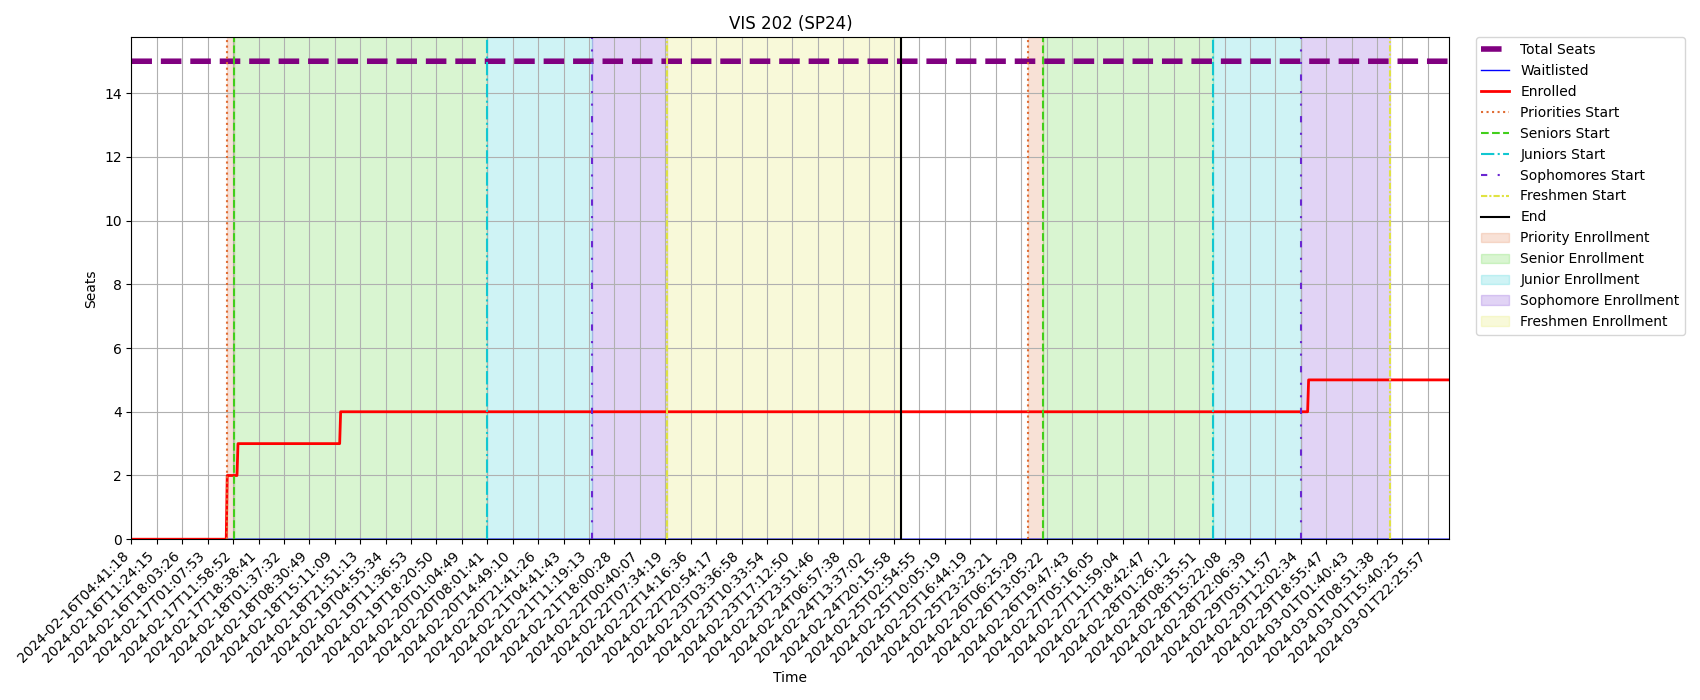 VIS 202 (SP24)
Total Seats
Waitlisted
Enrolled
Priorities Start
Seniors Start
Juniors Start
Sophomores Start
Freshmen Start
End
Priority Enrollment
Senior Enrollment
Junior Enrollment
Sophomore Enrollment
Freshmen Enrollment
Seats
14
12
10
8
6
4
2
0
2024-02-16T04:41:18
2024-02-16T11:24:15
2024-02-16T18:03:26
2024-02-17T01:07:53
2024-02-17T11:58:52
2024-02-17T18:38:41
2024-02-18T01:37:32
2024-02-18T08:30:49
2024-02-18T15:11:09
2024-02-18T21:51:13
2024-02-19T04:55:34
2024-02-19T11:36:53
2024-02-19T18:20:50
2024-02-20T01:04:49
2024-02-20T08:01:41
2024-02-20T14:49:10
2024-02-20T21:41:26
2024-02-21T04:41:43
2024-02-21T11:19:13
2024-02-21T18:00:28
2024-02-22T00:40:07
2024-02-22T07:34:19
2024-02-22T14:16:36
2024-02-22T20:54:17
2024-02-23T03:36:58
2024-02-23T10:33:54
2024-02-23T17:12:50
2024-02-23T23:51:46
2024-02-24T06:57:38
2024-02-24T13:37:02
2024-02-24T20:15:58
2024-02-25T02:54:55
2024-02-25T10:05:19
2024-02-25T16:44:19
2024-02-25T23:23:21
2024-02-26T06:25:29
2024-02-26T13:05:22
2024-02-26T19:47:43
2024-02-27T05:16:05
2024-02-27T11:59:04
2024-02-27T18:42:47
2024-02-28T01:26:12
2024-02-28T08:35:51
2024-02-28T15:22:08
2024-02-28T22:06:39
2024-02-29T05:11:57
2024-02-29T12:02:34
2024-02-29T18:55:47
2024-03-01T01:40:43
2024-03-01T08:51:38
2024-03-01T15:40:25
2024-03-01T22:25:57
Time